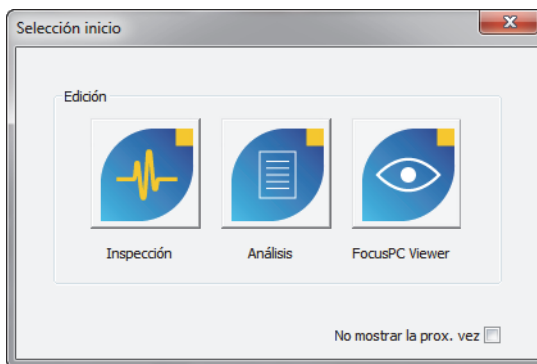 Selección inicio
Edición
Inspección Análisis FocusPC Viewer
No mostrar la prox. vez